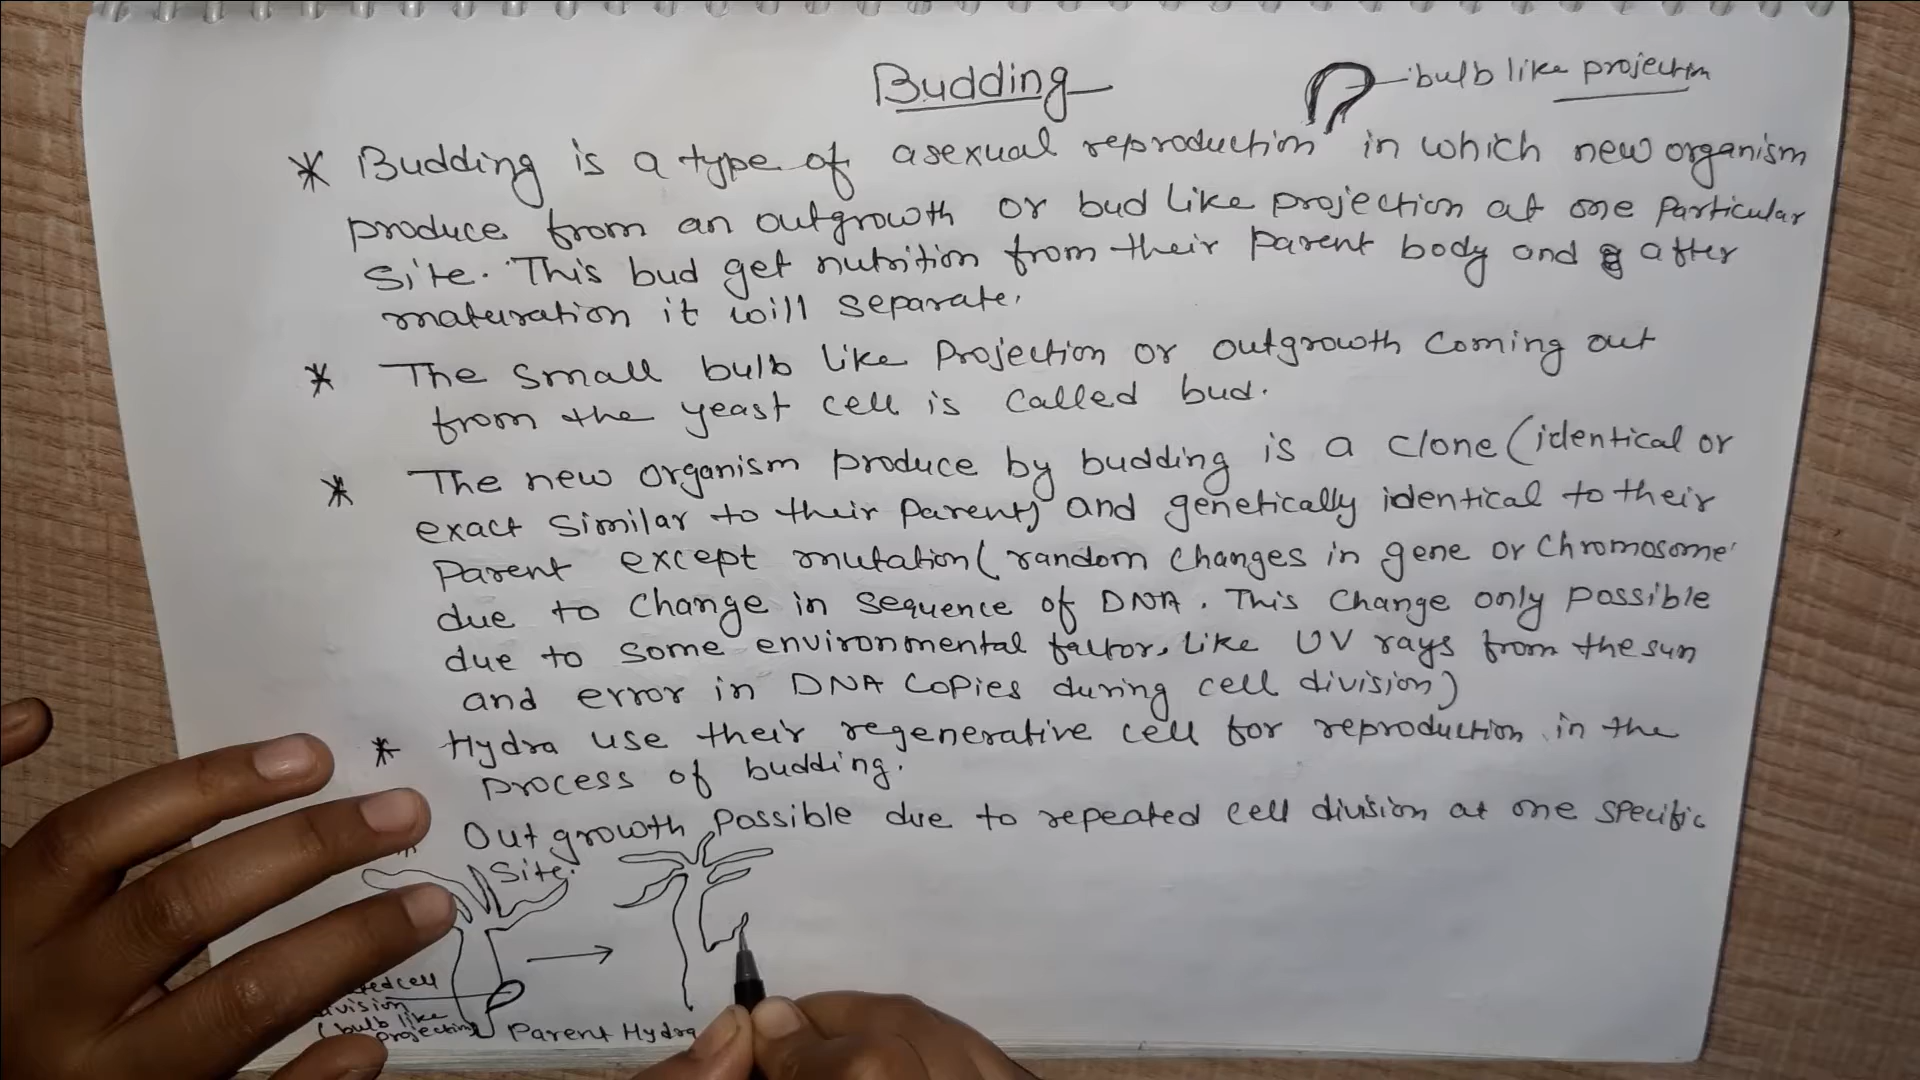 Budding
bulb like projection
* Budding is a type of asexual reproduction in which new organism
produce from an outgrowth or bud like projection at one Particular
Site. This bud get nutrition from their Parent body and after
maturation it will separate.
* The small bulb like Projection or outgrowth coming out
from the yeast cell is called bud.
* The new organism produce by budding is a clone (identical or
exact similar to their parent) and genetically identical to their
Parent except mutation ( random changes in gene or chromosome
due to change in sequence of DNA. This change only possible
due to some environmental factor, like UV rays from the sun
and error in DNA copies during cell division)
* Hydra use their regenerative cell for reproduction in the
process of budding.
Outgrowth Possible due to repeated cell division at one specific
Site.
cell
(bulb like
projecting
Parent Hydra